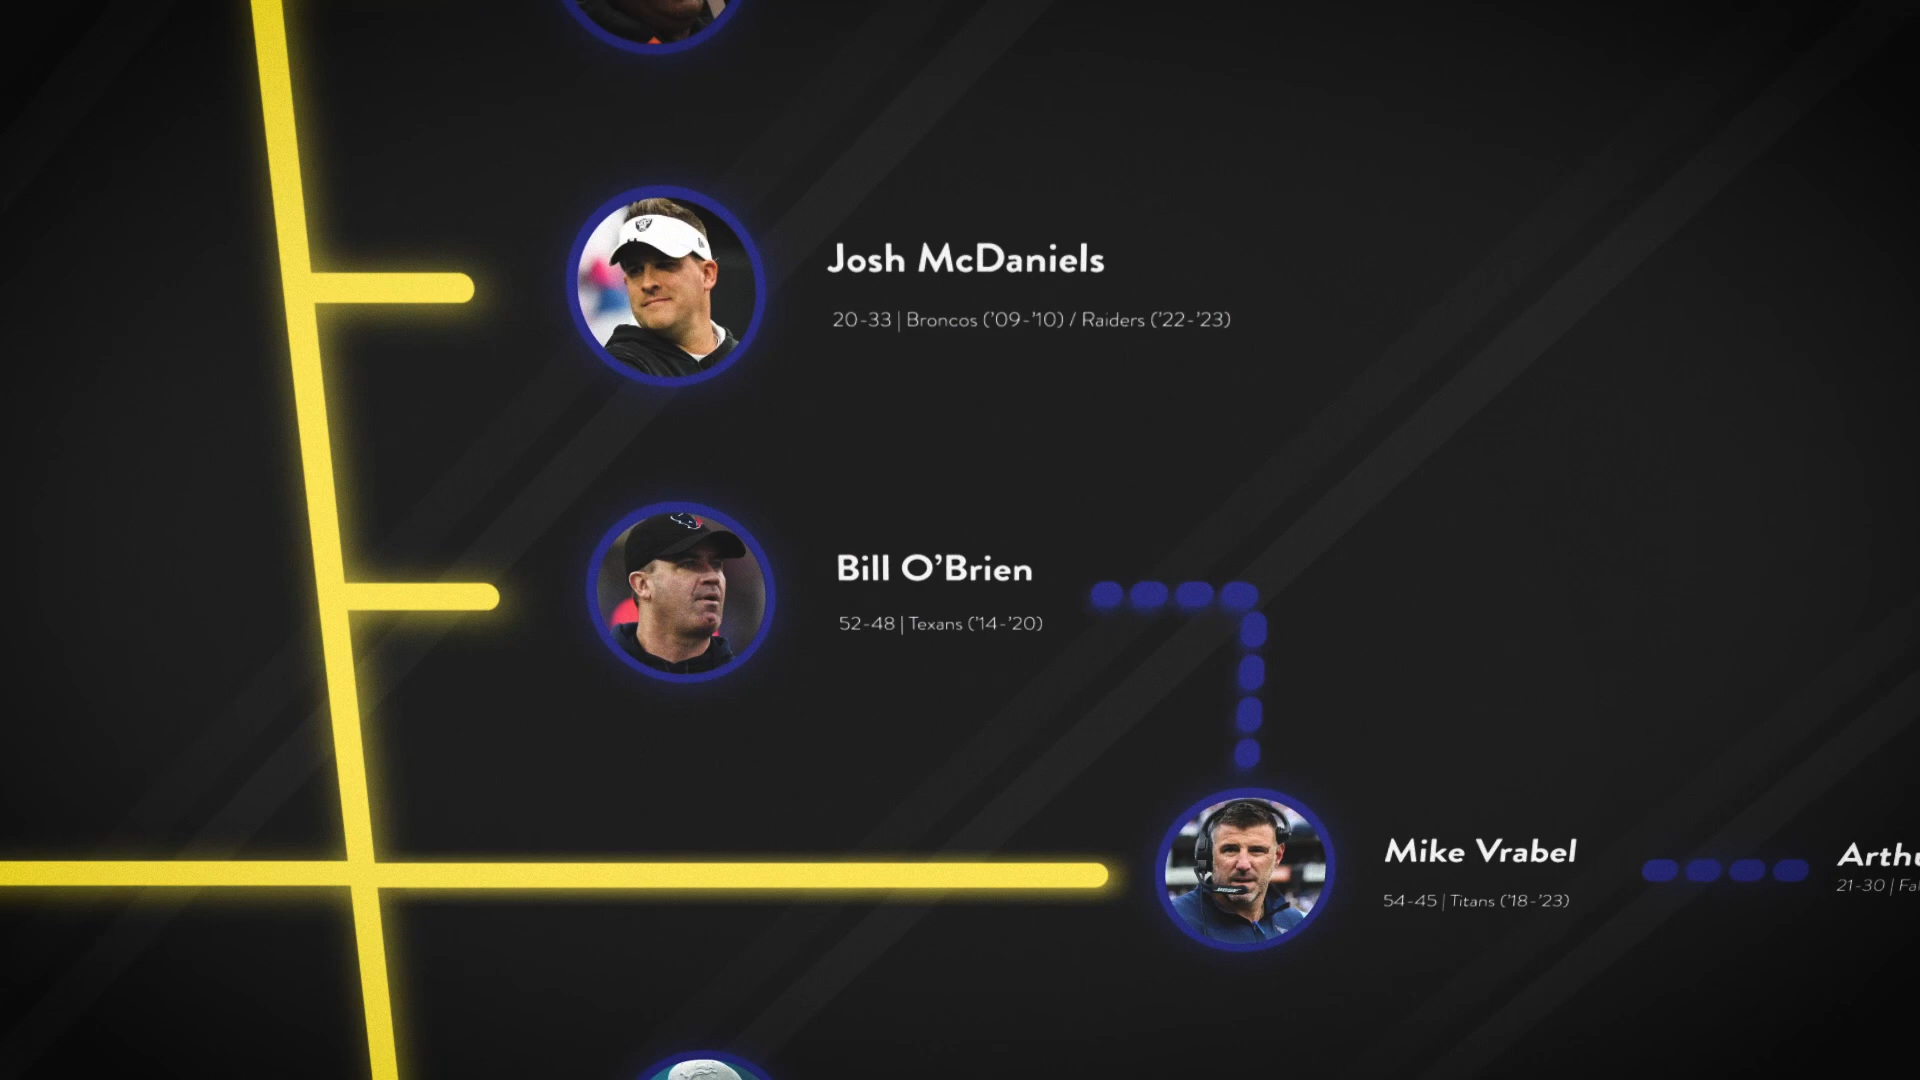 Josh McDaniels
20-33 | Broncos ('09-'10) / Raiders ('22-'23)
Bill O'Brien
52-48 | Texans ('14-'20)
Mike Vrabel
54-45 | Titans ('18-'23)
21-30 |